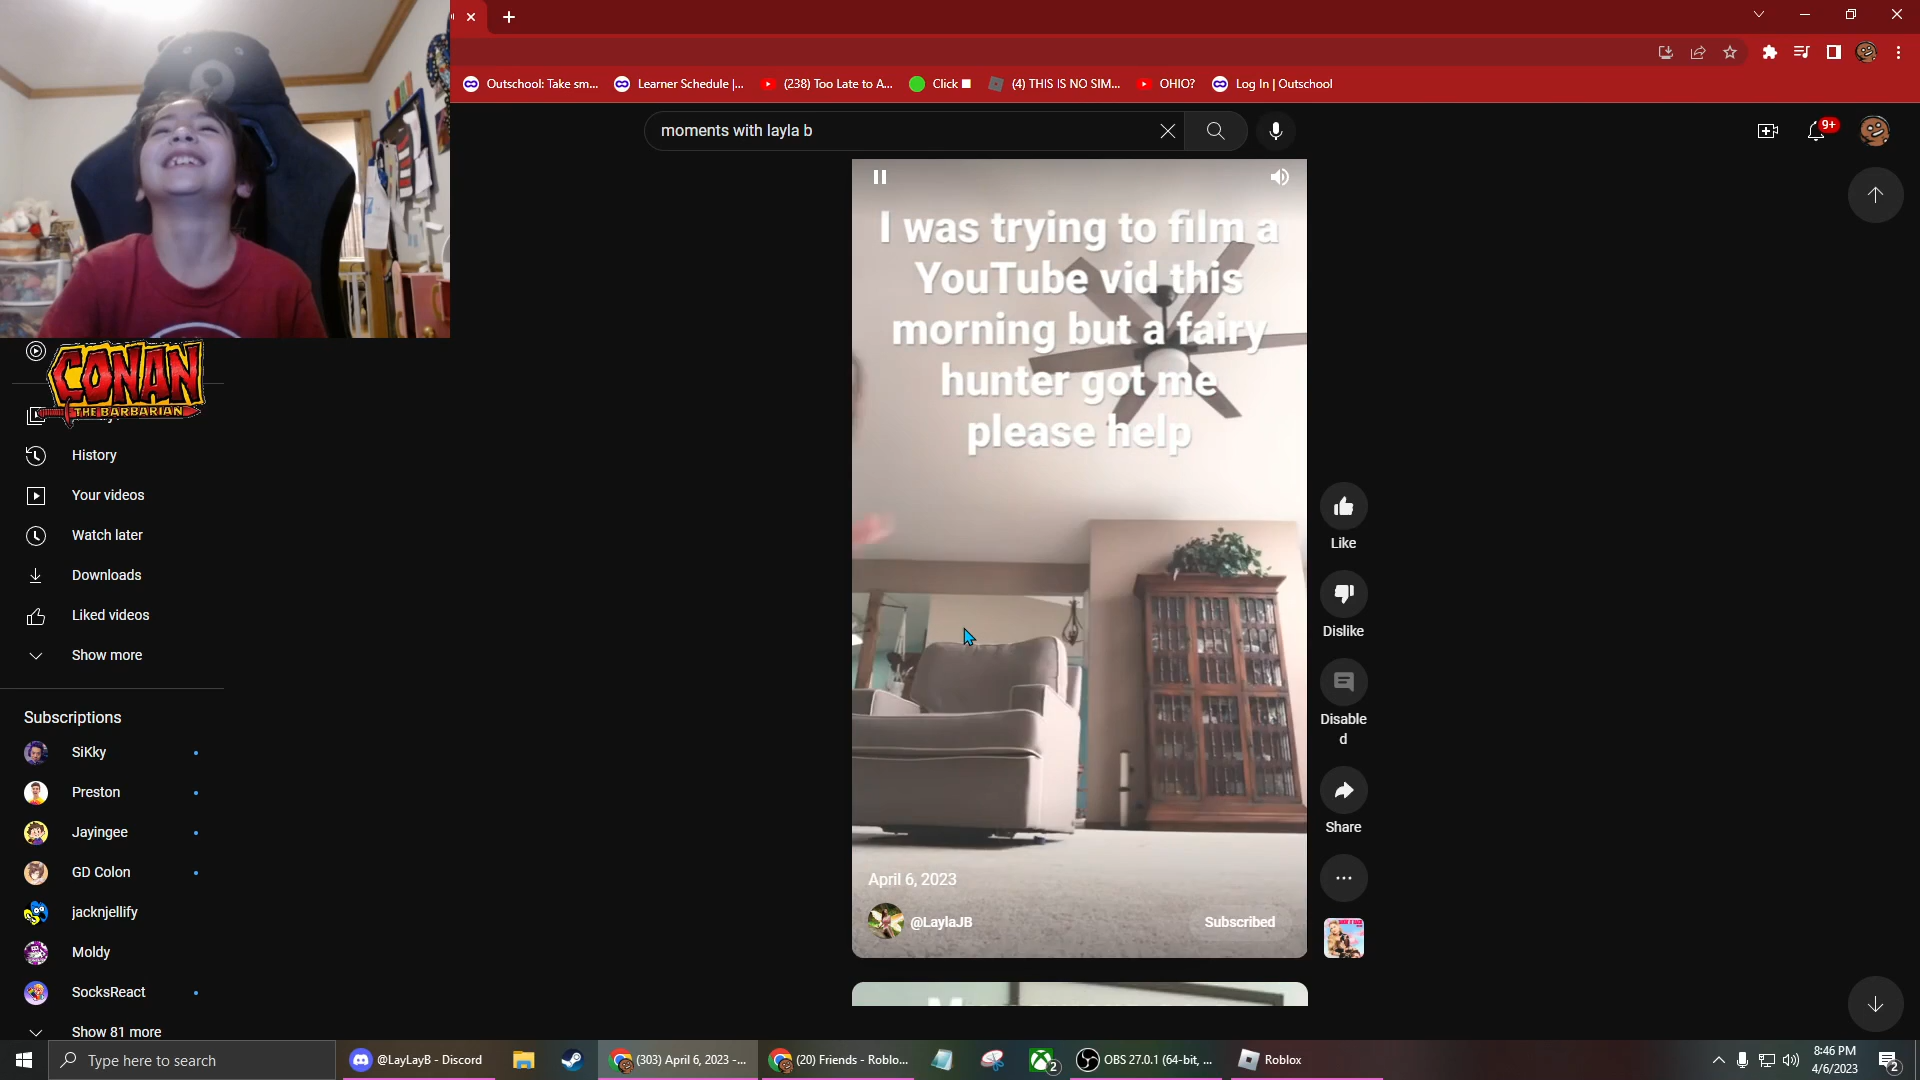 Outschool: Take sm...
Learner Schedule |...
(238) Too Late to A...
Click
(4) THIS IS NO SIM...
OHIO?
Log In | Outschool
moments with layla b
9+
I was trying to film a
YouTube vid this
morning but a fairy
hunter got me
please help
CONAN
THE BARBARIAN
History
Your videos
Watch later
Downloads
Liked videos
Show more
Subscriptions
SiKky
Preston
Jayingee
GD Colon
jacknjellify
Moldy
SocksReact
Show 81 more
Like
Dislike
Disable
d
Share
April 6, 2023
@LaylaJB
Subscribed
Type here to search
@LayLayB - Discord
(303) April 6, 2023 -...
(20) Friends - Roblo...
2
OBS 27.0.1 (64-bit, ...
Roblox
8:46 PM
4/6/2023
2